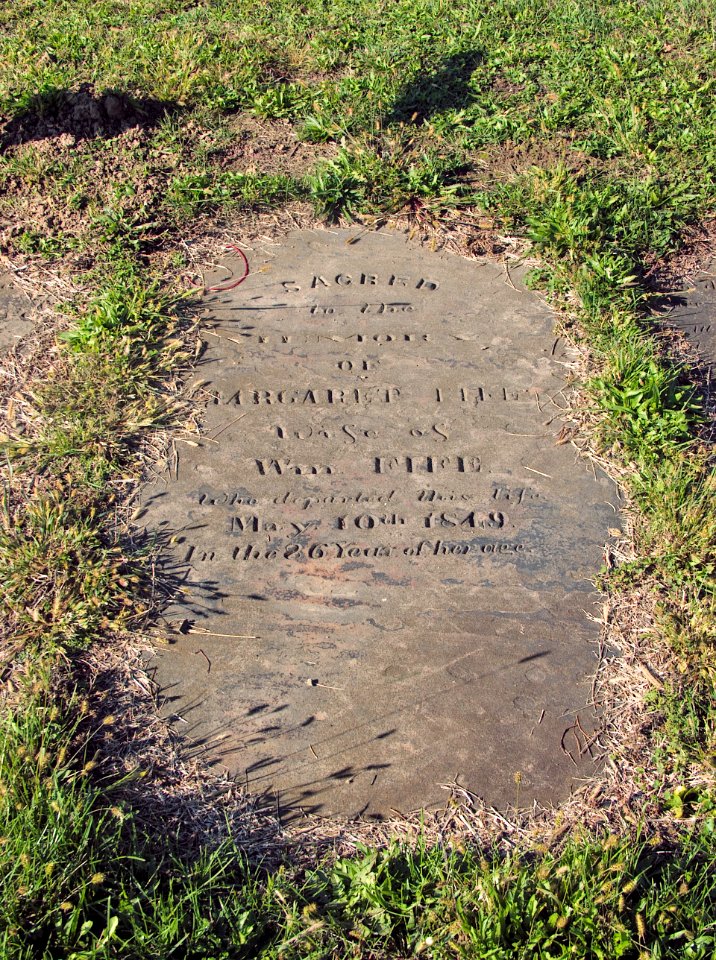 SACRED
to the
MEMORY
OF
MARGARET FIFE
Wife of
Wm FIFE
Who departed this life
May 10th 1849.
In the 26 Year of her age.